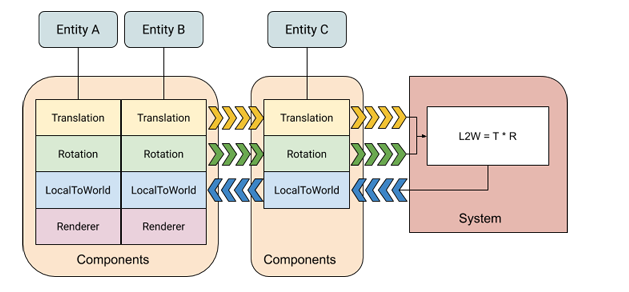 Entity A
Entity B
Entity C
Translation
Translation
Translation
Rotation
Rotation
Rotation
L2W = T * R
LocalToWorld
LocalToWorld
LocalToWorld
Renderer
Renderer
System
Components
Components